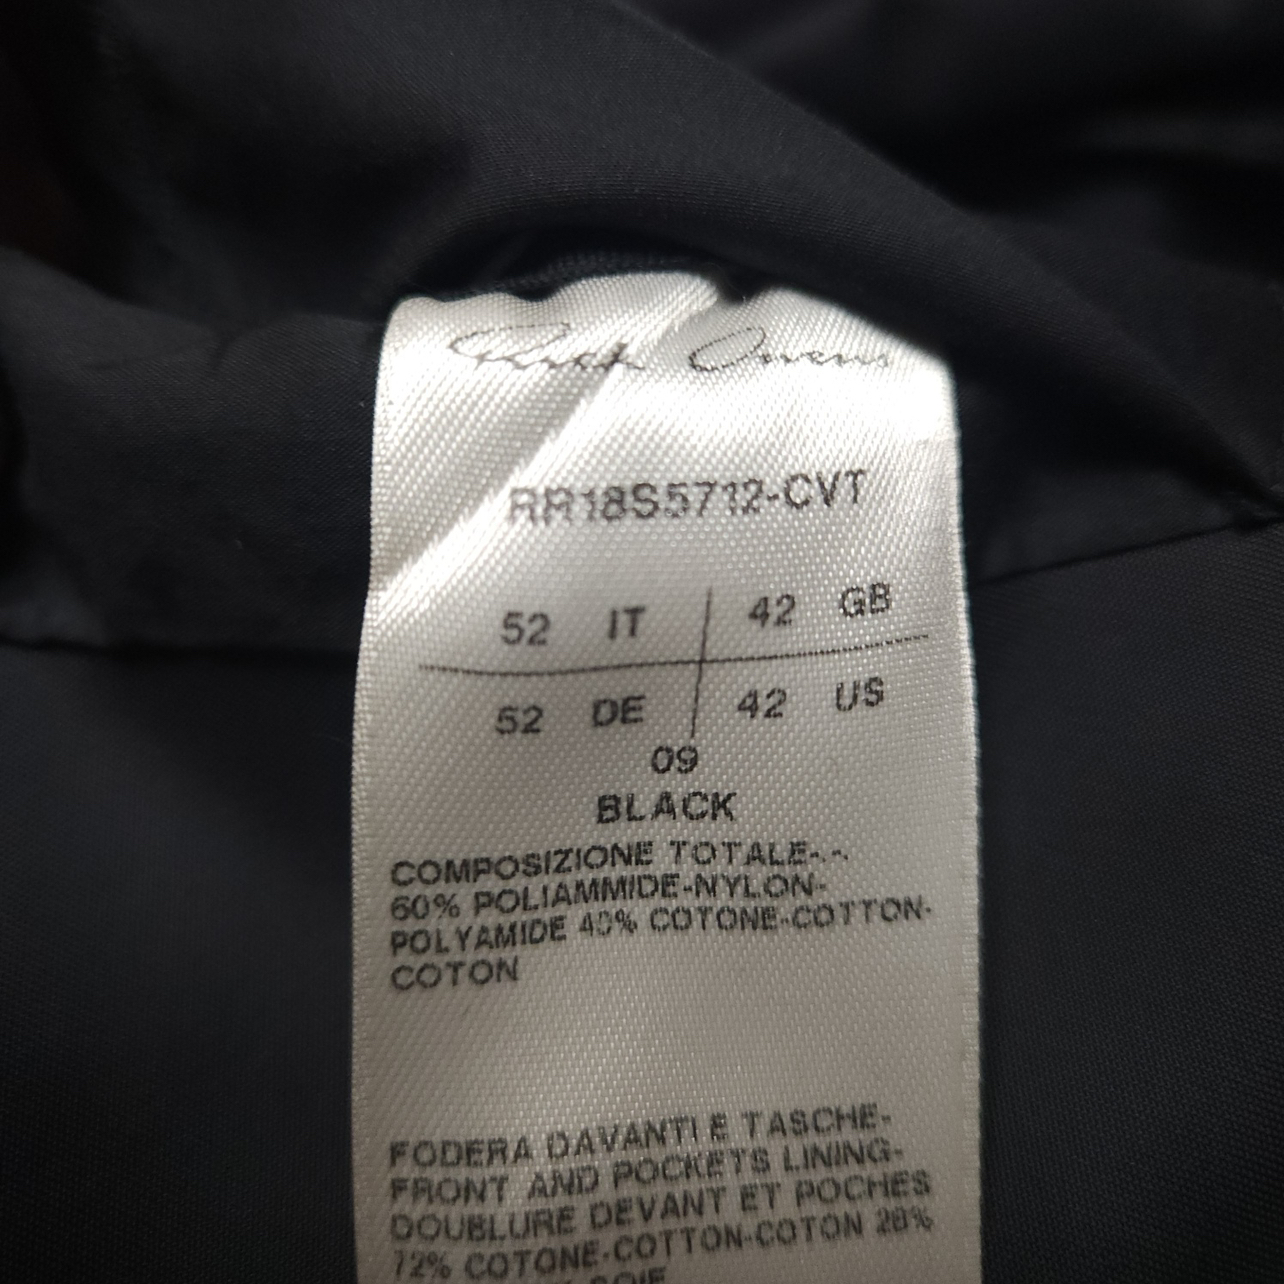 Rick Owens
RR18S5712-CVT
52 IT 42 GB
52 DE 42 US
09
BLACK
COMPOSIZIONE TOTALE-.-.
60% POLIAMMIDE-NYLON-
POLYAMIDE 40% COTONE-COTTON-
COTON
FODERA DAVANTI E TASCHE-
FRONT AND POCKETS LINING-
DOUBLURE DEVANT ET POCHES
72% COTONE-COTTON-COTON 28%
SOIE